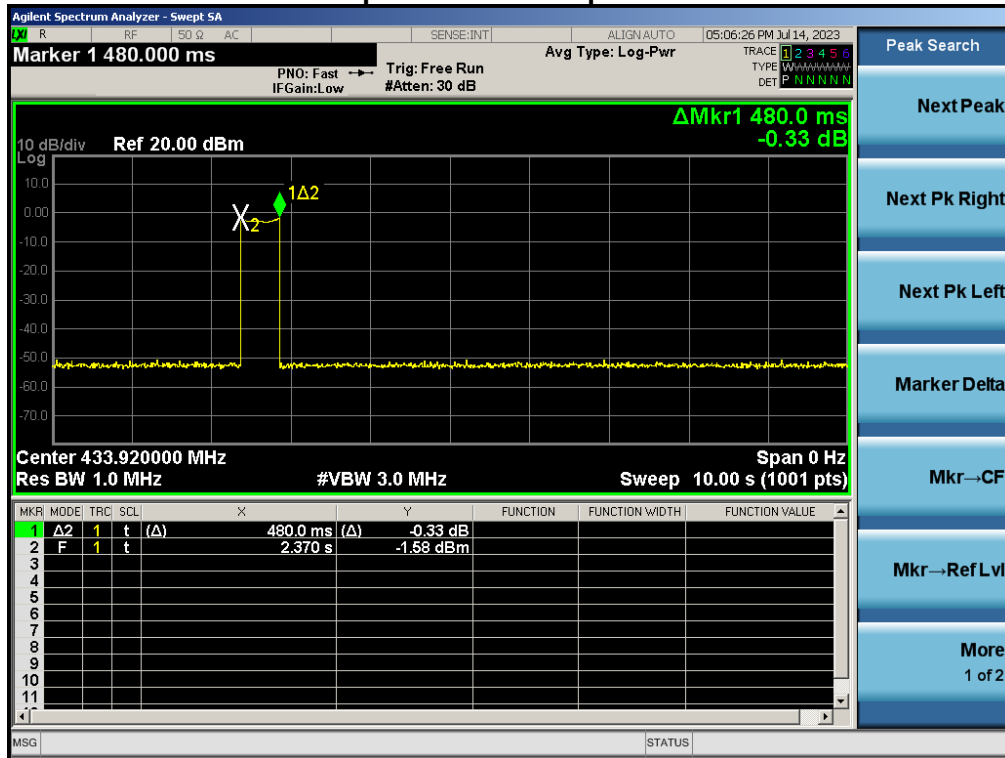 Agilent Spectrum Analyzer - Swept SA
LXI R RF 50 Ω AC SENSE:INT ALIGN AUTO 05:06:26 PM Jul 14, 2023
Marker 1 480.000 ms
PNO: Fast Trig: Free Run Avg Type: Log-Pwr TRACE 1 2 3 4 5 6
IFGain:Low #Atten: 30 dB TYPE
DET P N N N N N
Peak Search
Next Peak
Next Pk Right
Next Pk Left
Marker Delta
Mkr→CF
Mkr→Ref Lvl
More
1 of 2
ΔMkr1 480.0 ms
-0.33 dB
10 dB/div Ref 20.00 dBm
Log
10.0
0.00
-10.0
-20.0
-30.0
-40.0
-50.0
-60.0
-70.0
1Δ2
X2
Center 433.920000 MHz Span 0 Hz
Res BW 1.0 MHz #VBW 3.0 MHz Sweep 10.00 s (1001 pts)
MKR MODE TRC SCL X Y FUNCTION FUNCTION WIDTH FUNCTION VALUE
1 Δ2 1 t (Δ) 480.0 ms (Δ) -0.33 dB
2 F 1 t 2.370 s -1.58 dBm
3
4
5
6
7
8
9
10
11
MSG STATUS